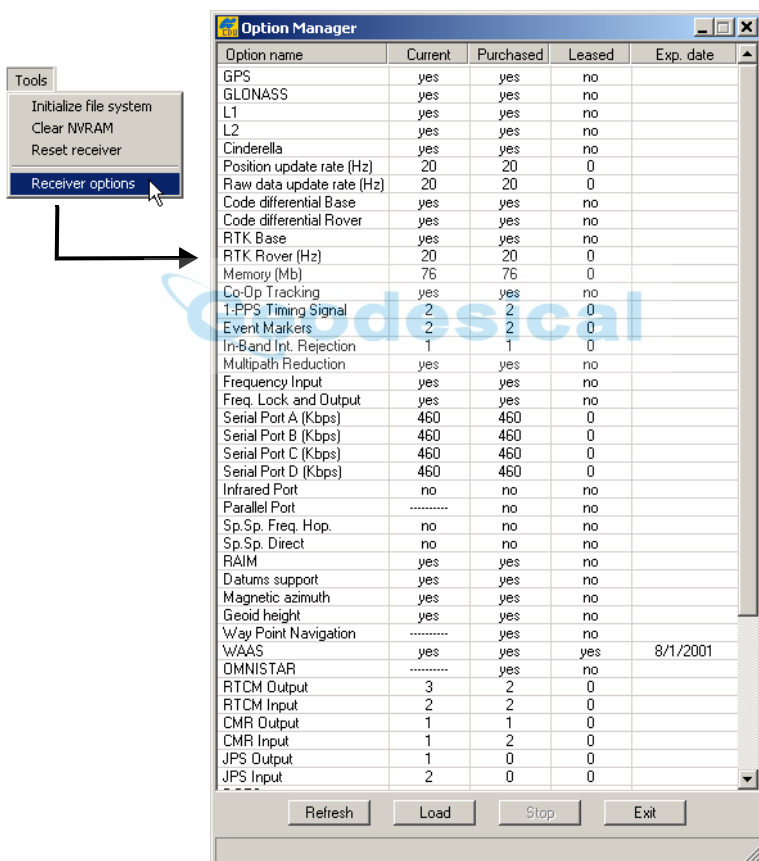 Tools
Initialize file system
Clear NVRAM
Reset receiver
Receiver options
CDU Option Manager
Option name Current Purchased Leased Exp. date
GPS yes yes no
GLONASS yes yes no
L1 yes yes no
L2 yes yes no
Cinderella yes yes no
Position update rate (Hz) 20 20 0
Raw data update rate (Hz) 20 20 0
Code differential Base yes yes no
Code differential Rover yes yes no
RTK Base yes yes no
RTK Rover (Hz) 20 20 0
Memory (Mb) 76 76 0
Co-Op Tracking yes yes no
1-PPS Timing Signal 2 2 0
Event Markers 2 2 0
In-Band Int. Rejection 1 1 0
Multipath Reduction yes yes no
Frequency Input yes yes no
Freq. Lock and Output yes yes no
Serial Port A (Kbps) 460 460 0
Serial Port B (Kbps) 460 460 0
Serial Port C (Kbps) 460 460 0
Serial Port D (Kbps) 460 460 0
Infrared Port no no no
Parallel Port ---------- no no
Sp.Sp. Freq. Hop. no no no
Sp.Sp. Direct no no no
RAIM yes yes no
Datums support yes yes no
Magnetic azimuth yes yes no
Geoid height yes yes no
Way Point Navigation ---------- yes no
WAAS yes yes yes 8/1/2001
OMNISTAR ---------- yes no
RTCM Output 3 2 0
RTCM Input 2 2 0
CMR Output 1 1 0
CMR Input 1 2 0
JPS Output 1 0 0
JPS Input 2 0 0
Refresh Load Stop Exit
Geodesical